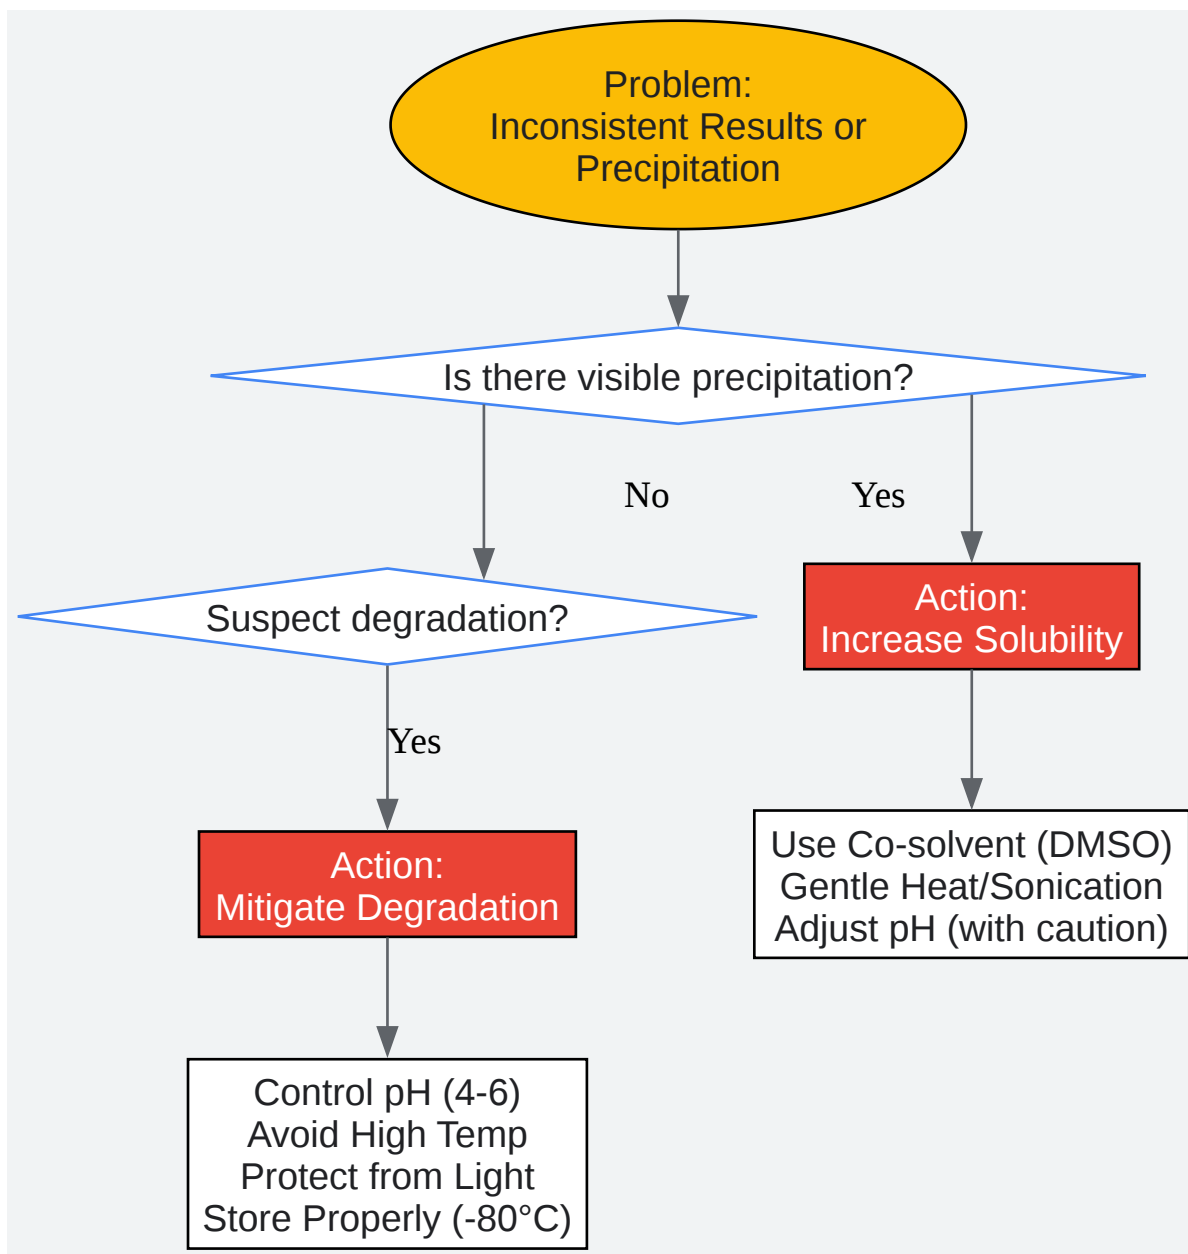 Problem:
Inconsistent Results or
Precipitation
Is there visible precipitation?
No
Yes
Suspect degradation?
Action:
Increase Solubility
Yes
Use Co-solvent (DMSO)
Gentle Heat/Sonication
Adjust pH (with caution)
Action:
Mitigate Degradation
Control pH (4-6)
Avoid High Temp
Protect from Light
Store Properly (-80°C)